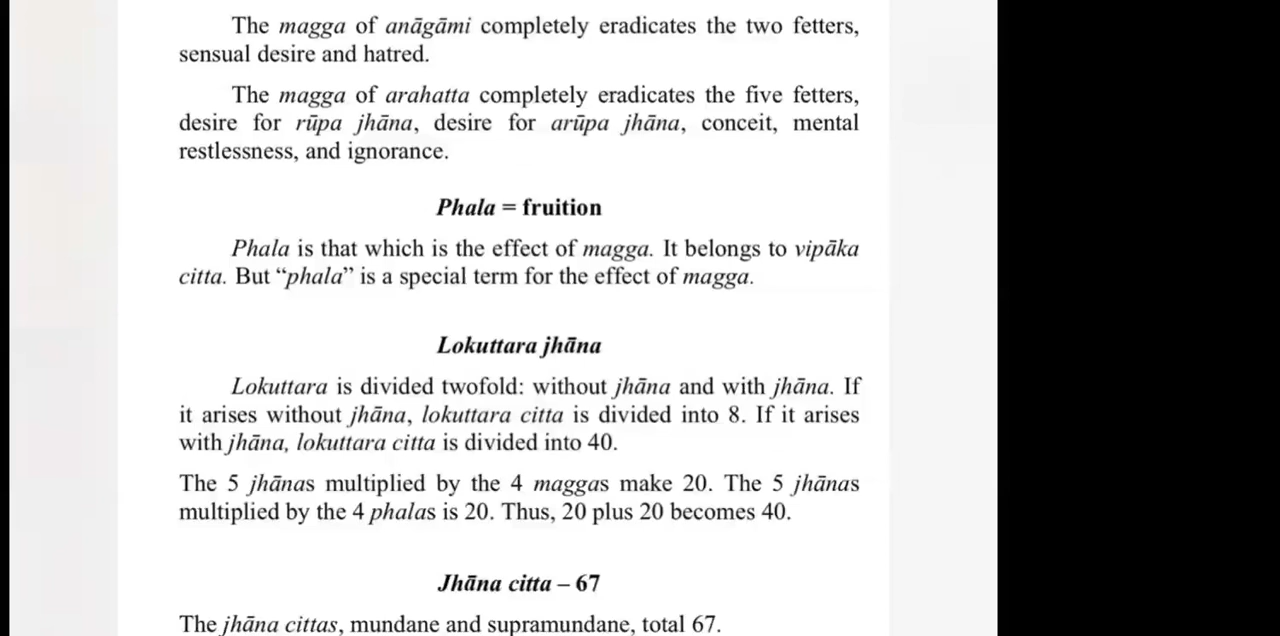 The magga of anāgāmi completely eradicates the two fetters,
sensual desire and hatred.
The magga of arahatta completely eradicates the five fetters,
desire for rūpa jhāna, desire for arūpa jhāna, conceit, mental
restlessness, and ignorance.
Phala = fruition
Phala is that which is the effect of magga. It belongs to vipāka
citta. But “phala” is a special term for the effect of magga.
Lokuttara jhāna
Lokuttara is divided twofold: without jhāna and with jhāna. If
it arises without jhāna, lokuttara citta is divided into 8. If it arises
with jhāna, lokuttara citta is divided into 40.
The 5 jhānas multiplied by the 4 maggas make 20. The 5 jhānas
multiplied by the 4 phalas is 20. Thus, 20 plus 20 becomes 40.
Jhāna citta – 67
The jhāna cittas, mundane and supramundane, total 67.